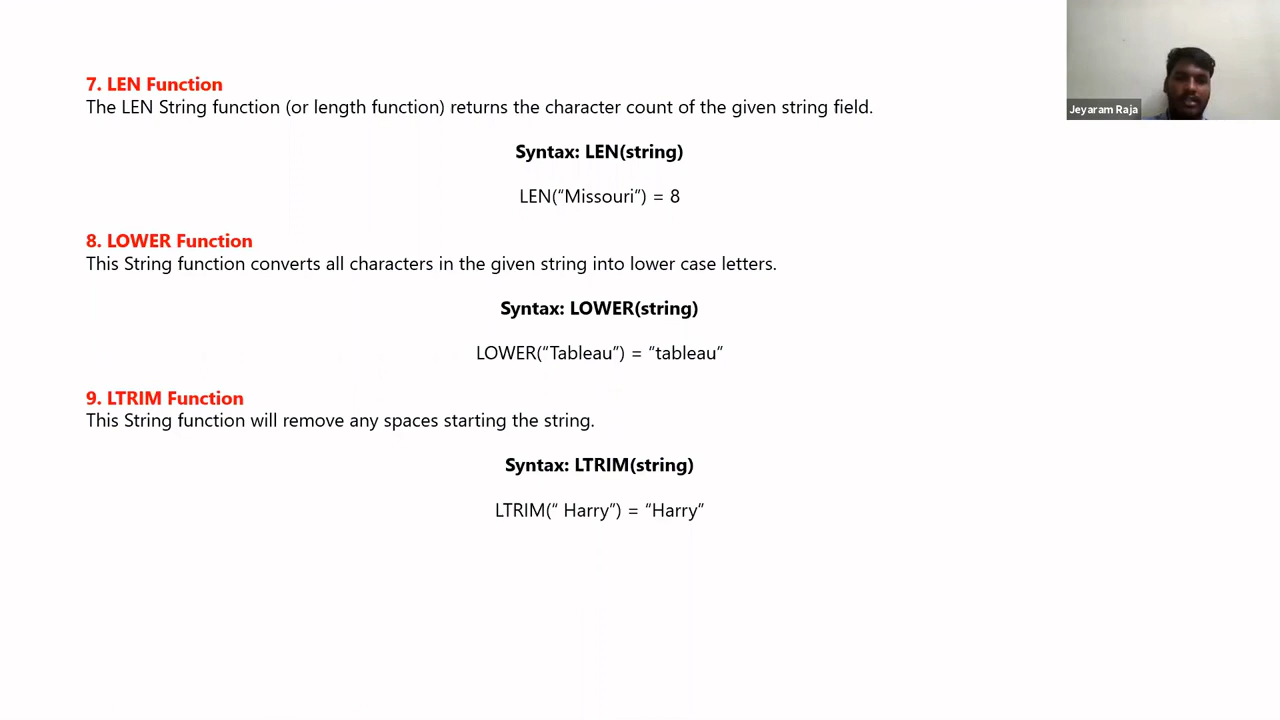 7. LEN Function
The LEN String function (or length function) returns the character count of the given string field.
Syntax: LEN(string)
LEN(“Missouri”) = 8
8. LOWER Function
This String function converts all characters in the given string into lower case letters.
Syntax: LOWER(string)
LOWER(“Tableau”) = “tableau”
9. LTRIM Function
This String function will remove any spaces starting the string.
Syntax: LTRIM(string)
LTRIM(“ Harry”) = “Harry”
Jeyaram Raja